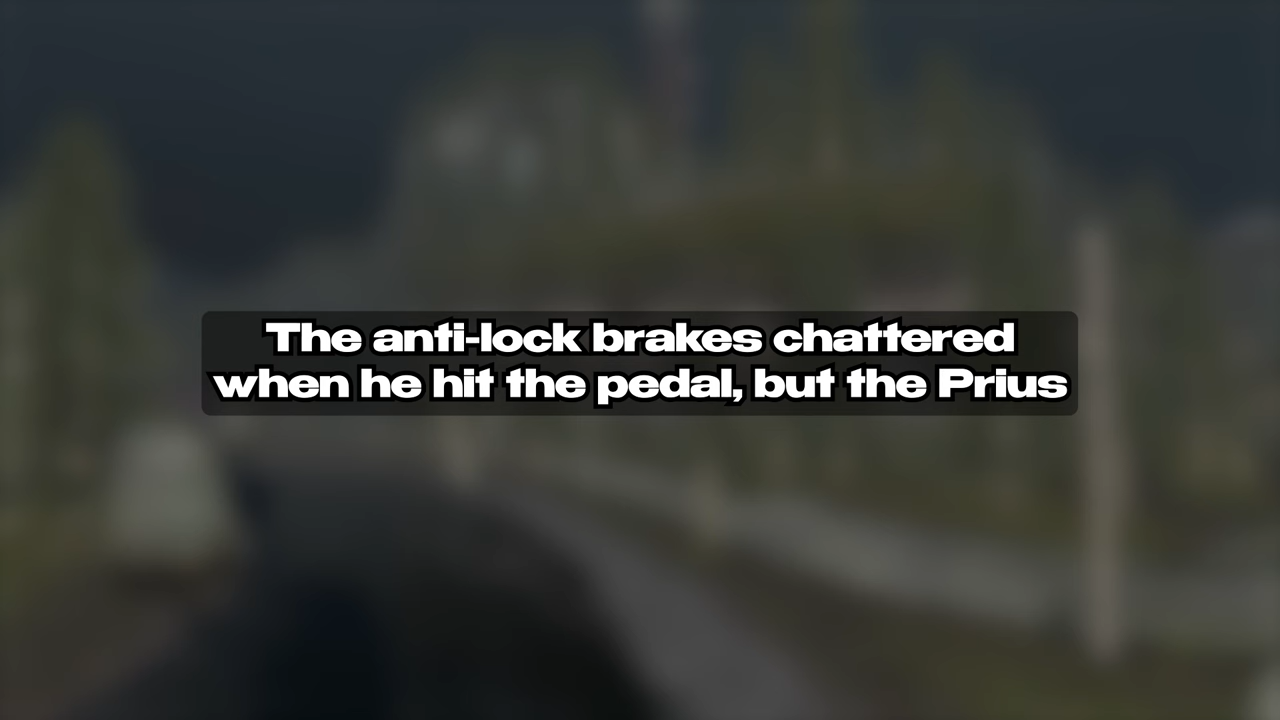 The anti-lock brakes chattered
when he hit the pedal, but the Prius